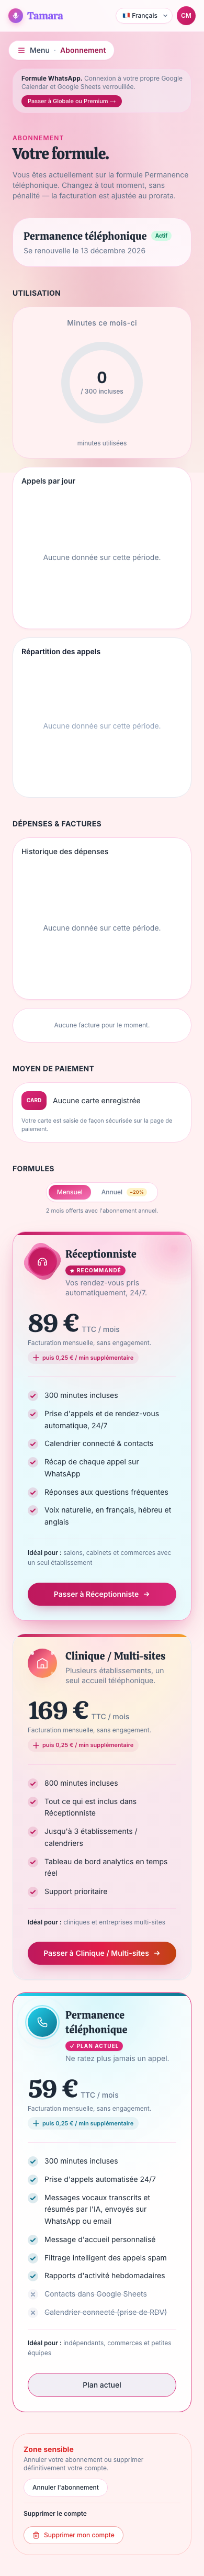 Tamara
Français
CM
Menu · Abonnement
Formule WhatsApp. Connexion à votre propre Google
Calendar et Google Sheets verrouillée.
Passer à Globale ou Premium →
ABONNEMENT
Votre formule.
Vous êtes actuellement sur la formule Permanence
téléphonique. Changez à tout moment, sans
pénalité — la facturation est ajustée au prorata.
Permanence téléphonique Actif
Se renouvelle le 13 décembre 2026
UTILISATION
Minutes ce mois-ci
0
/ 300 incluses
minutes utilisées
Appels par jour
Aucune donnée sur cette période.
Répartition des appels
Aucune donnée sur cette période.
DÉPENSES & FACTURES
Historique des dépenses
Aucune donnée sur cette période.
Aucune facture pour le moment.
MOYEN DE PAIEMENT
CARD
Aucune carte enregistrée
Votre carte est saisie de façon sécurisée sur la page de
paiement.
FORMULES
Mensuel
Annuel −20%
2 mois offerts avec l'abonnement annuel.
Réceptionniste
RECOMMANDÉ
Vos rendez-vous pris
automatiquement, 24/7.
89 € TTC / mois
Facturation mensuelle, sans engagement.
puis 0,25 € / min supplémentaire
300 minutes incluses
Prise d'appels et de rendez-vous
automatique, 24/7
Calendrier connecté & contacts
Récap de chaque appel sur
WhatsApp
Réponses aux questions fréquentes
Voix naturelle, en français, hébreu et
anglais
Idéal pour : salons, cabinets et commerces avec
un seul établissement
Passer à Réceptionniste →
Clinique / Multi-sites
Plusieurs établissements, un
seul accueil téléphonique.
169 € TTC / mois
Facturation mensuelle, sans engagement.
puis 0,25 € / min supplémentaire
800 minutes incluses
Tout ce qui est inclus dans
Réceptionniste
Jusqu'à 3 établissements /
calendriers
Tableau de bord analytics en temps
réel
Support prioritaire
Idéal pour : cliniques et entreprises multi-sites
Passer à Clinique / Multi-sites →
Permanence
téléphonique
✓ PLAN ACTUEL
Ne ratez plus jamais un appel.
59 € TTC / mois
Facturation mensuelle, sans engagement.
puis 0,25 € / min supplémentaire
300 minutes incluses
Prise d'appels automatisée 24/7
Messages vocaux transcrits et
résumés par l'IA, envoyés sur
WhatsApp ou email
Message d'accueil personnalisé
Filtrage intelligent des appels spam
Rapports d'activité hebdomadaires
Contacts dans Google Sheets
Calendrier connecté (prise de RDV)
Idéal pour : indépendants, commerces et petites
équipes
Plan actuel
Zone sensible
Annuler votre abonnement ou supprimer
définitivement votre compte.
Annuler l'abonnement
Supprimer le compte
Supprimer mon compte